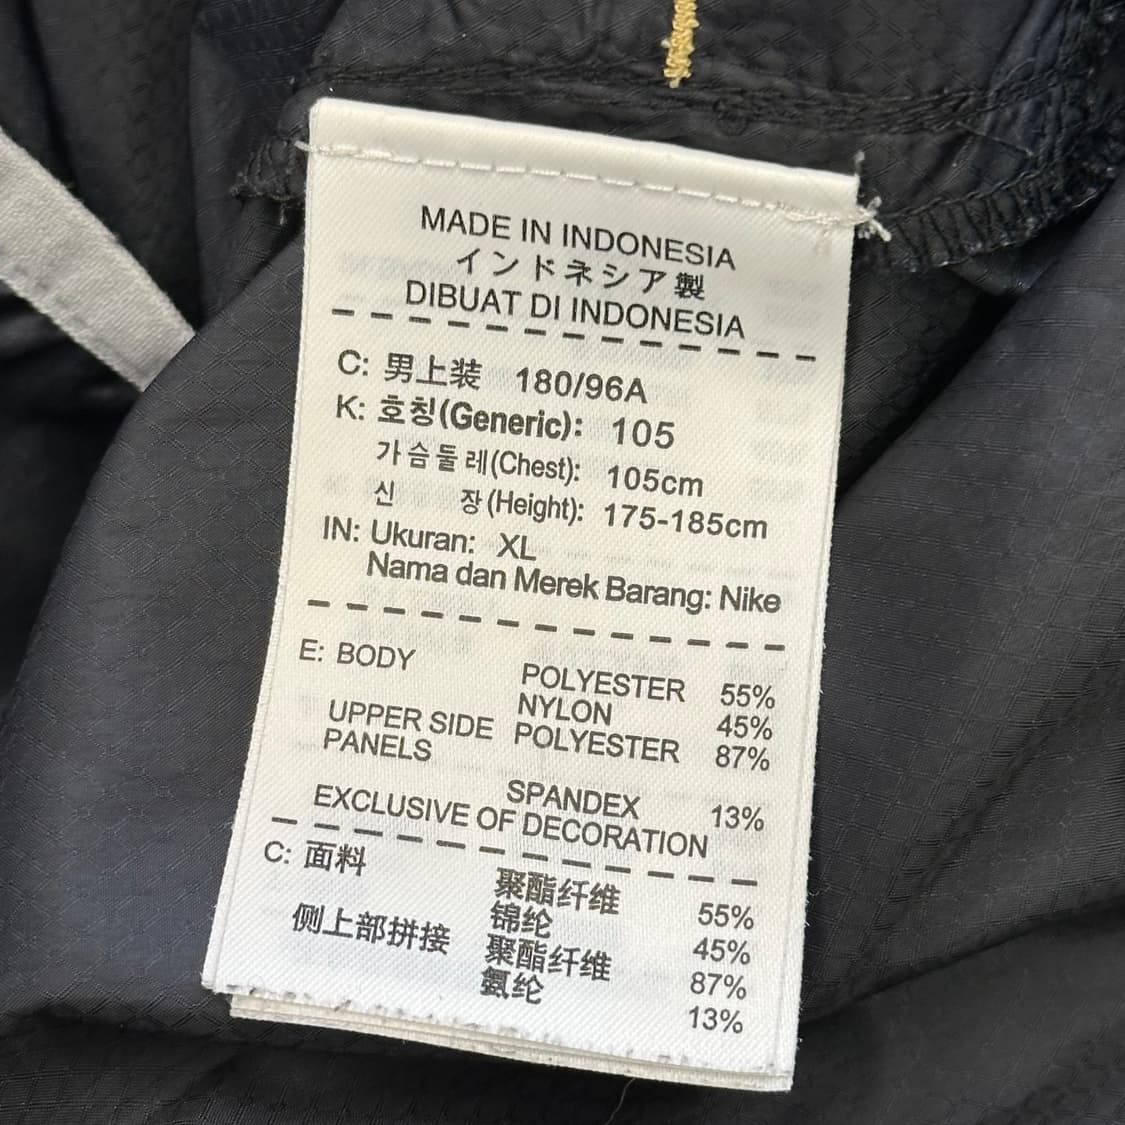 MADE IN INDONESIA
インドネシア製
DIBUAT DI INDONESIA
C: 男上装 180/96A
K: 호칭(Generic): 105
가슴둘레(Chest): 105cm
신 장(Height): 175-185cm
IN: Ukuran: XL
Nama dan Merek Barang: Nike
E: BODY POLYESTER 55%
NYLON 45%
UPPER SIDE POLYESTER 87%
PANELS
SPANDEX 13%
EXCLUSIVE OF DECORATION
C: 面料 聚酯纤维 55%
锦纶 45%
侧上部拼接 聚酯纤维 87%
氨纶 13%